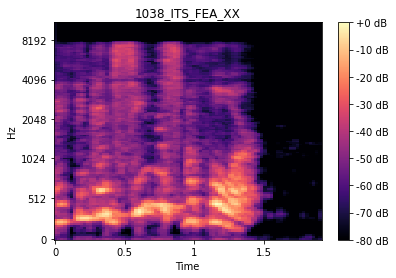 1038_ITS_FEA_XX
+0 dB
8192
-10 dB
4096
-20 dB
-30 dB
2048
-40 dB
Hz
1024
-50 dB
512
-60 dB
-70 dB
0
-80 dB
0 0.5 1 1.5
Time